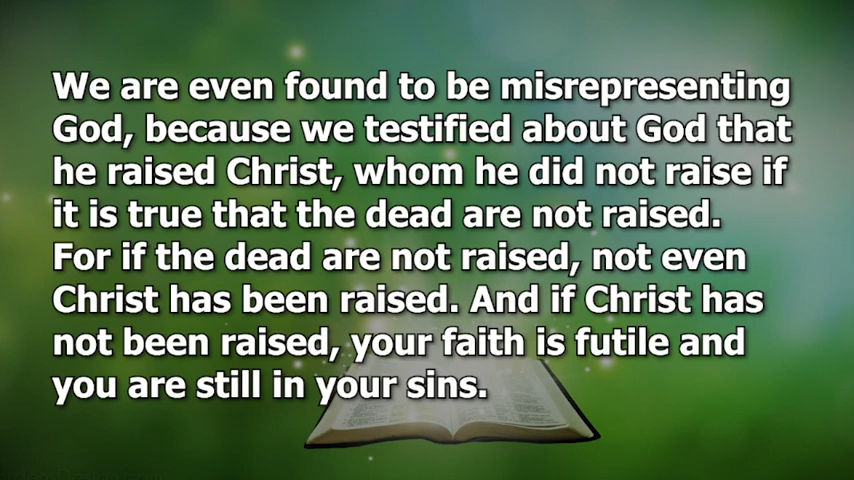 We are even found to be misrepresenting
God, because we testified about God that
he raised Christ, whom he did not raise if
it is true that the dead are not raised.
For if the dead are not raised, not even
Christ has been raised. And if Christ has
not been raised, your faith is futile and
you are still in your sins.